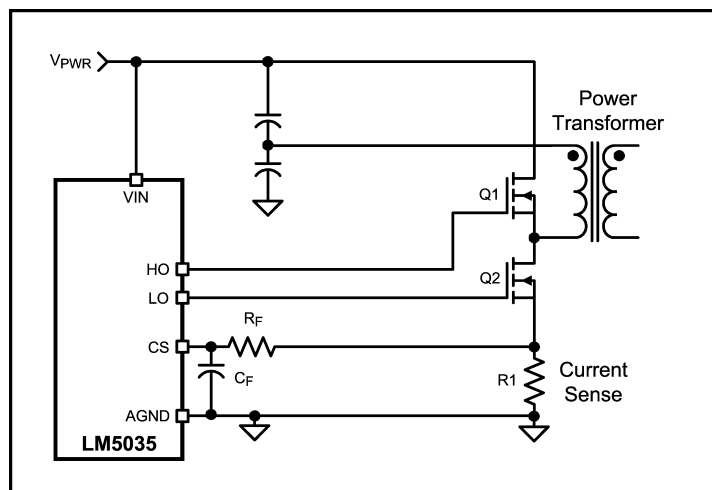 VPWR
Power
Transformer
VIN
Q1
HO
Q2
LO
RF
CS
CF
R1
Current
Sense
AGND
LM5035